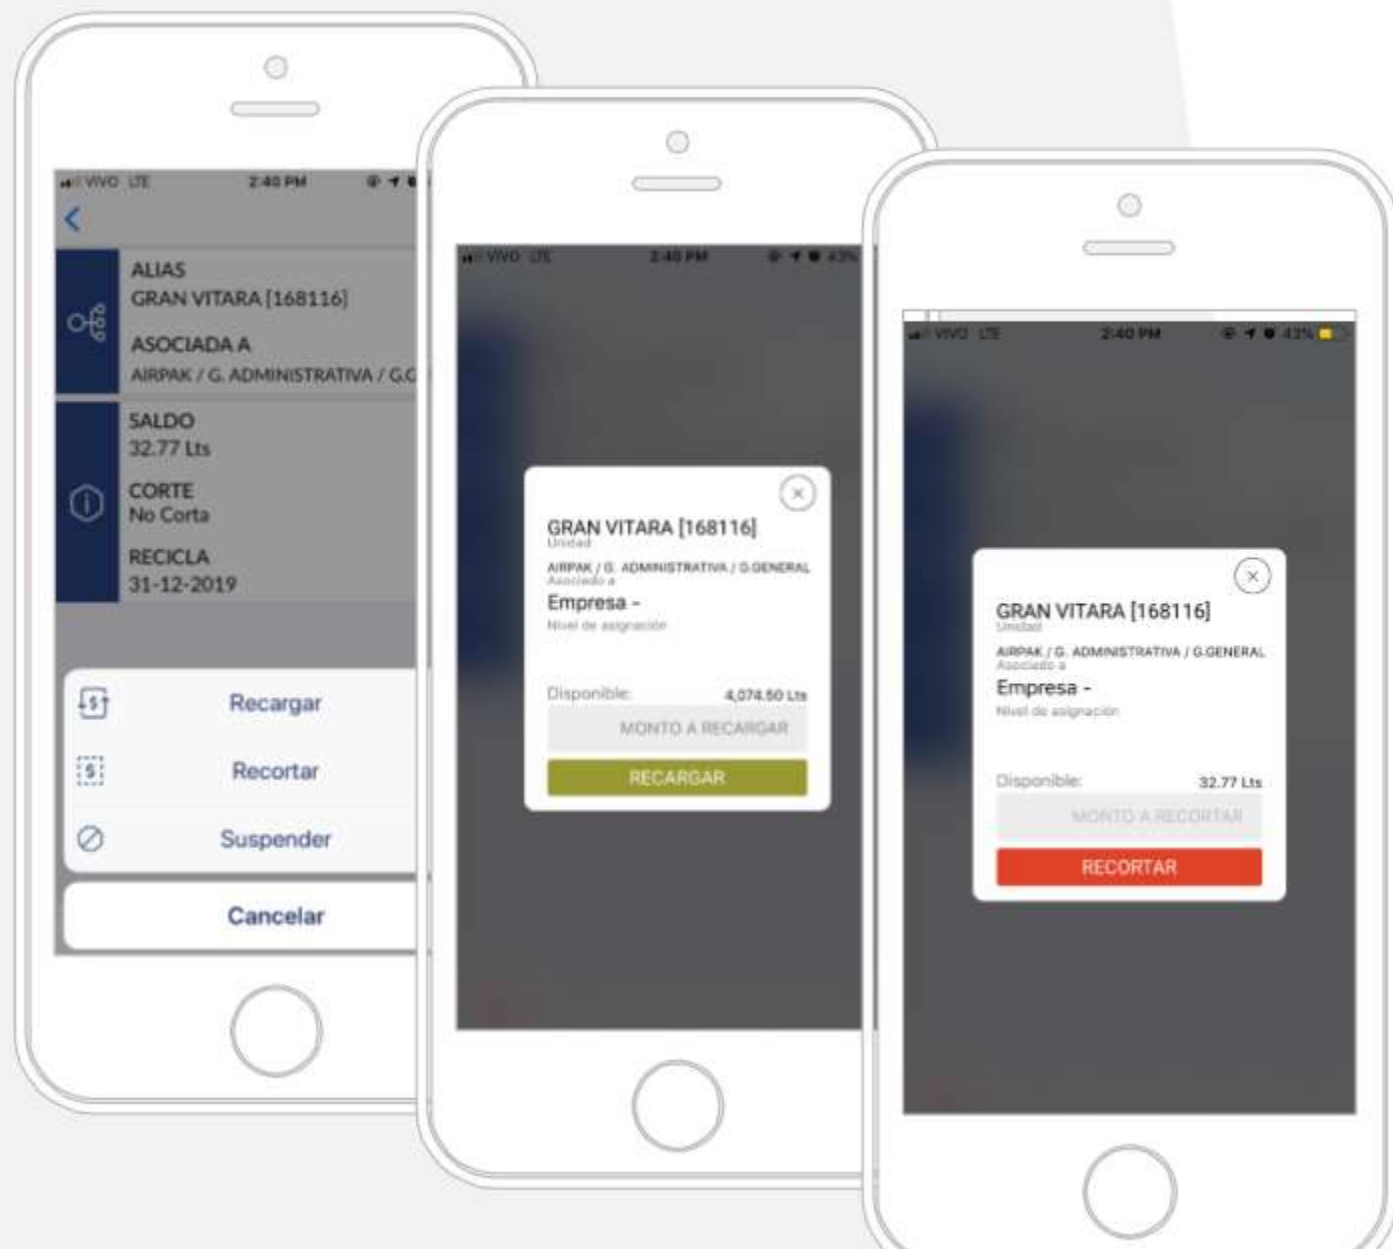 VIVO LTE 2:40 PM
ALIAS
GRAN VITARA [168116]
ASOCIADA A
AIRPAK / G. ADMINISTRATIVA / G.G
SALDO
32.77 Lts
CORTE
No Corta
RECICLA
31-12-2019
Recargar
Recortar
Suspender
Cancelar
VIVO LTE 2:40 PM 43%
GRAN VITARA [168116]
Unidad
AIRPAK / G. ADMINISTRATIVA / G.GENERAL
Asociado a
Empresa -
Nivel de asignación
Disponible: 4,074.50 Lts
MONTO A RECARGAR
RECARGAR
VIVO LTE 2:40 PM 43%
GRAN VITARA [168116]
Unidad
AIRPAK / G. ADMINISTRATIVA / G.GENERAL
Asociado a
Empresa -
Nivel de asignación
Disponible: 32.77 Lts
MONTO A RECORTAR
RECORTAR